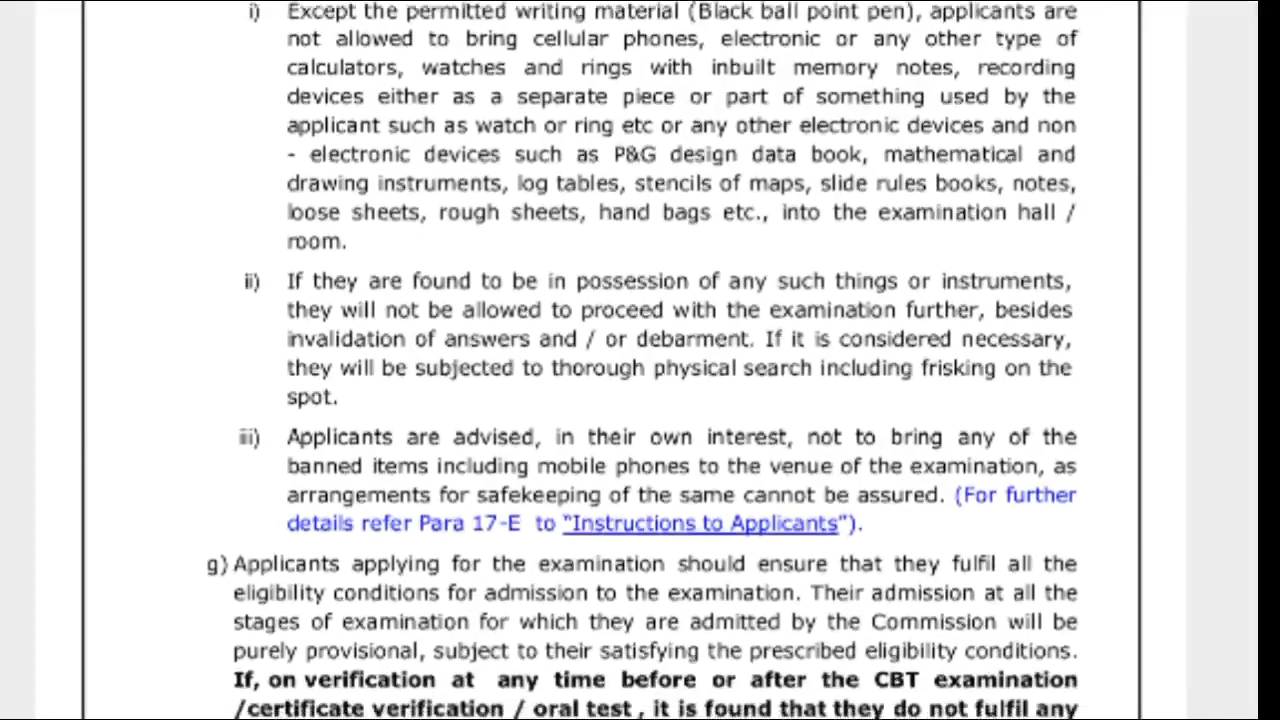 i) Except the permitted writing material (Black ball point pen), applicants are
not allowed to bring cellular phones, electronic or any other type of
calculators, watches and rings with inbuilt memory notes, recording
devices either as a separate piece or part of something used by the
applicant such as watch or ring etc or any other electronic devices and non
- electronic devices such as P&G design data book, mathematical and
drawing instruments, log tables, stencils of maps, slide rules books, notes,
loose sheets, rough sheets, hand bags etc., into the examination hall /
room.
ii) If they are found to be in possession of any such things or instruments,
they will not be allowed to proceed with the examination further, besides
invalidation of answers and / or debarment. If it is considered necessary,
they will be subjected to thorough physical search including frisking on the
spot.
iii) Applicants are advised, in their own interest, not to bring any of the
banned items including mobile phones to the venue of the examination, as
arrangements for safekeeping of the same cannot be assured. (For further
details refer Para 17-E to "Instructions to Applicants").
g) Applicants applying for the examination should ensure that they fulfil all the
eligibility conditions for admission to the examination. Their admission at all the
stages of examination for which they are admitted by the Commission will be
purely provisional, subject to their satisfying the prescribed eligibility conditions.
If, on verification at any time before or after the CBT examination
/certificate verification / oral test , it is found that they do not fulfil any